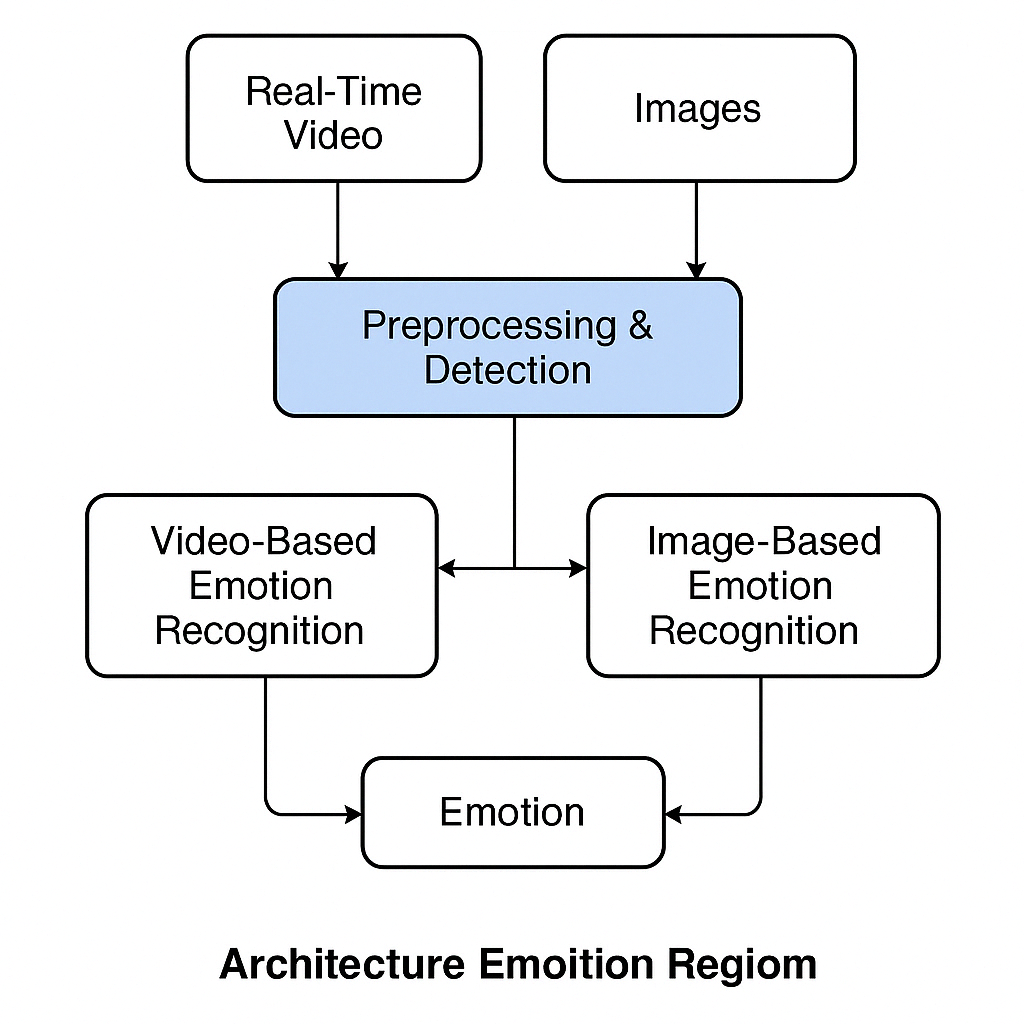 Real-Time
Video
Images
Preprocessing &
Detection
Video-Based
Emotion
Recognition
Image-Based
Emotion
Recognition
Emotion
Architecture Emoition Regiom